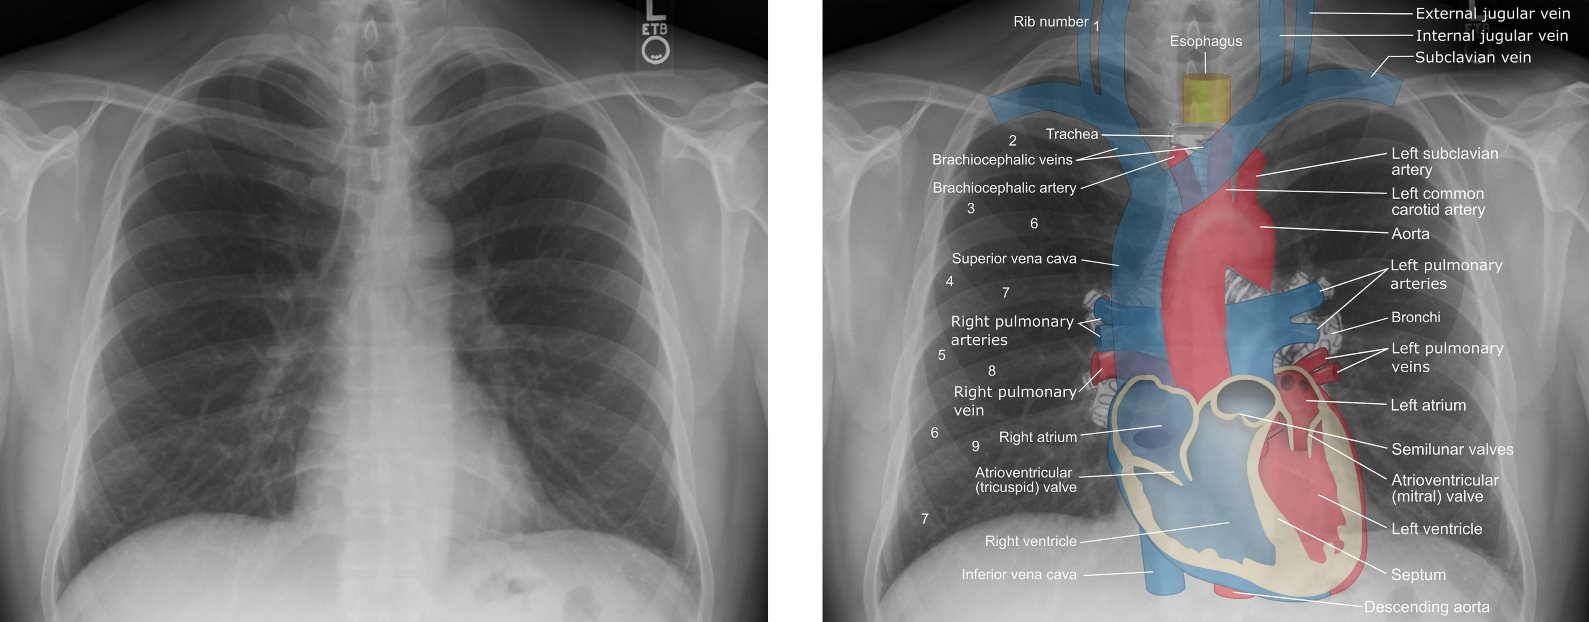 L
ETB
Rib number 1
Esophagus
External jugular vein
Internal jugular vein
Subclavian vein
2
Trachea
Brachiocephalic veins
Brachiocephalic artery
3
6
Superior vena cava
4
7
Right pulmonary
arteries
5
8
Right pulmonary
vein
6
9
Right atrium
Atrioventricular
(tricuspid) valve
7
Right ventricle
Inferior vena cava
Left subclavian
artery
Left common
carotid artery
Aorta
Left pulmonary
arteries
Bronchi
Left pulmonary
veins
Left atrium
Semilunar valves
Atrioventricular
(mitral) valve
Left ventricle
Septum
Descending aorta